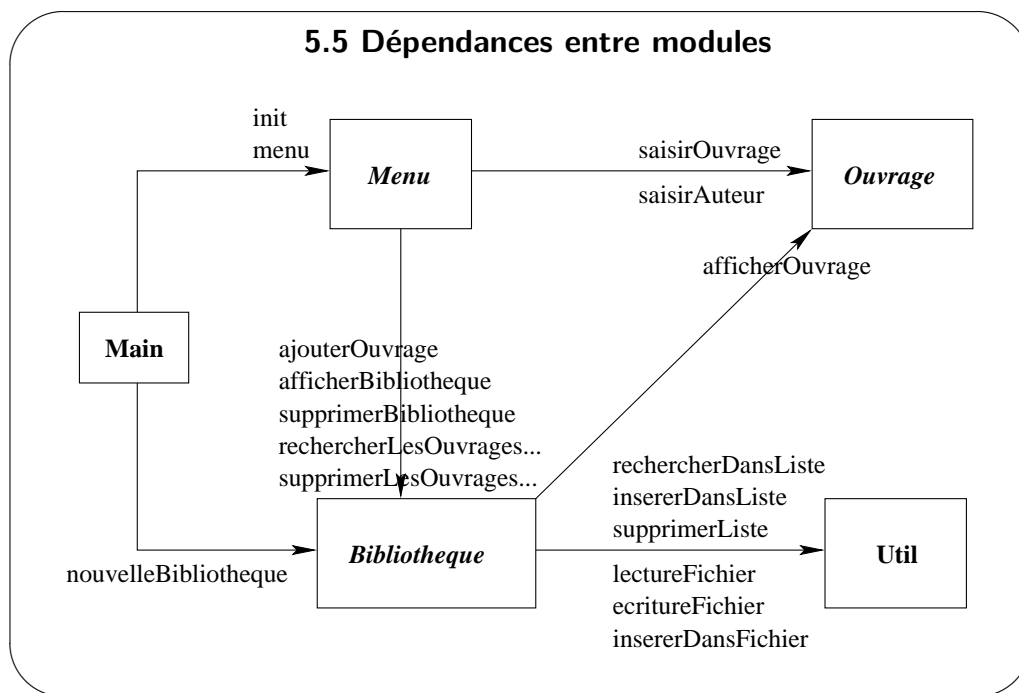 5.5 Dépendances entre modules
init
menu
Menu
saisirOuvrage
saisirAuteur
Ouvrage
afficherOuvrage
Main
ajouterOuvrage
afficherBibliotheque
supprimerBibliotheque
rechercherLesOuvrages...
supprimerLesOuvrages...
nouvelleBibliotheque
Bibliotheque
rechercherDansListe
insererDansListe
supprimerListe
lectureFichier
ecritureFichier
insererDansFichier
Util